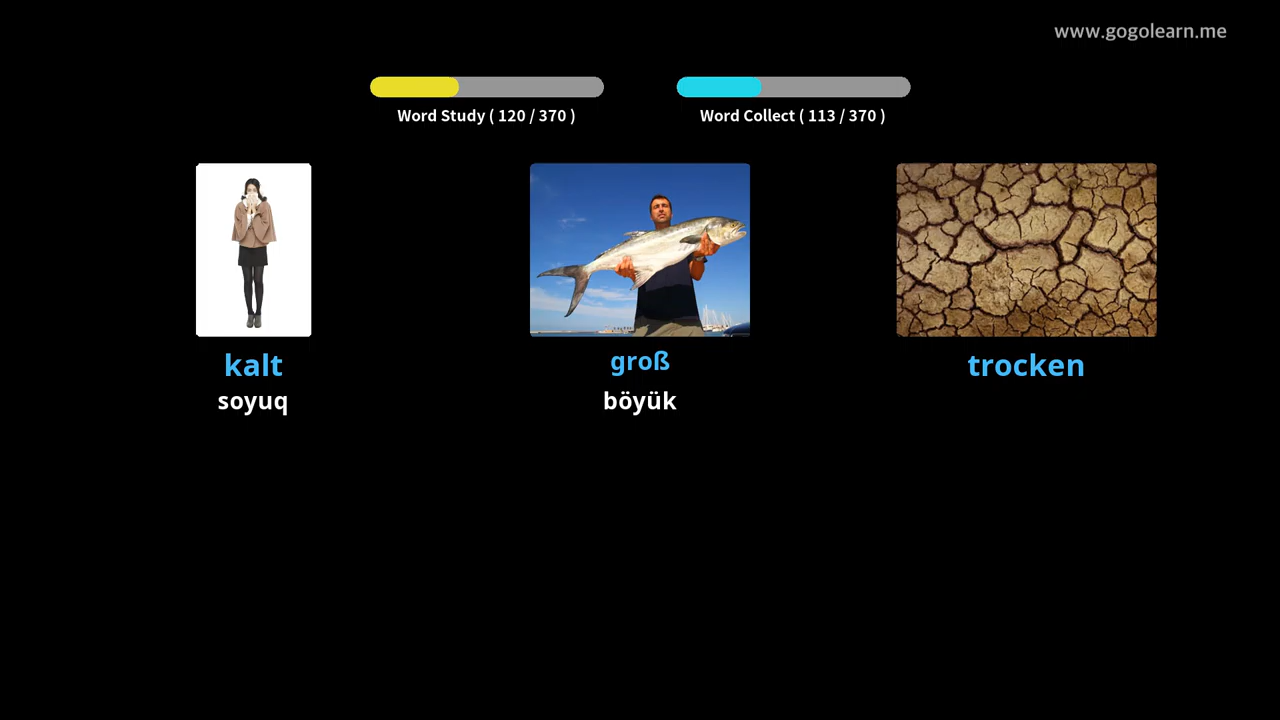 www.gogolearn.me
Word Study ( 120 / 370 )
Word Collect ( 113 / 370 )
kalt
groß
trocken
soyuq
böyük